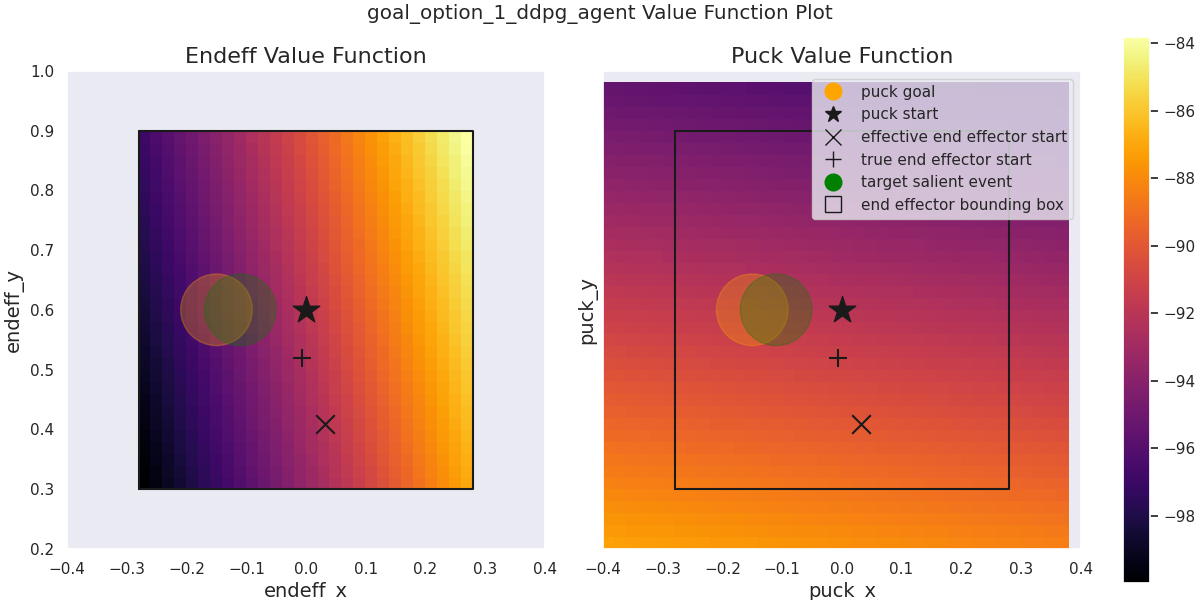 goal_option_1_ddpg_agent Value Function Plot
Endeff Value Function
1.0
0.9
0.8
0.7
0.6
0.5
0.4
0.3
0.2
endeff_y
−0.4 −0.3 −0.2 −0.1 0.0 0.1 0.2 0.3 0.4
endeff_x
Puck Value Function
puck goal
puck start
effective end effector start
true end effector start
target salient event
end effector bounding box
puck_y
−0.4 −0.3 −0.2 −0.1 0.0 0.1 0.2 0.3 0.4
puck_x
−84
−86
−88
−90
−92
−94
−96
−98